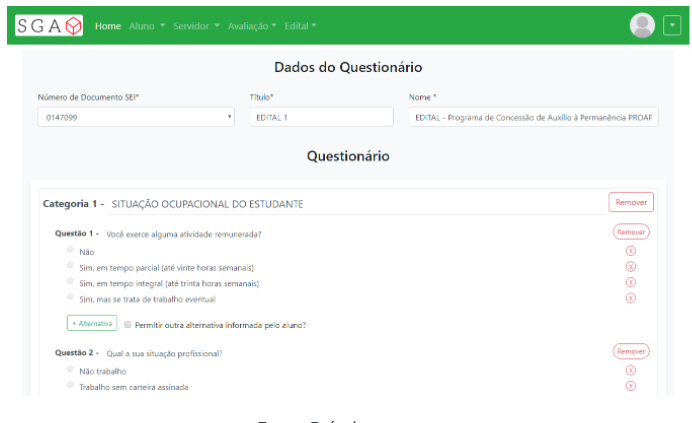 SGA Home Aluno Servidor Avaliação Edital
Dados do Questionário
Número de Documento SEI* Título* Nome *
0147099 EDITAL 1 EDITAL - Programa de Concessão de Auxílio à Permanência PROAP
Questionário
Categoria 1 - SITUAÇÃO OCUPACIONAL DO ESTUDANTE Remover
Questão 1 - Você exerce alguma atividade remunerada? Remover
Não x
Sim, em tempo parcial (até vinte horas semanais) x
Sim, em tempo integral (até trinta horas semanais) x
Sim, mas se trata de trabalho eventual x
+ Alternativa Permitir outra alternativa informada pelo aluno?
Questão 2 - Qual a sua situação profissional? Remover
Não trabalho x
Trabalho sem carteira assinada x